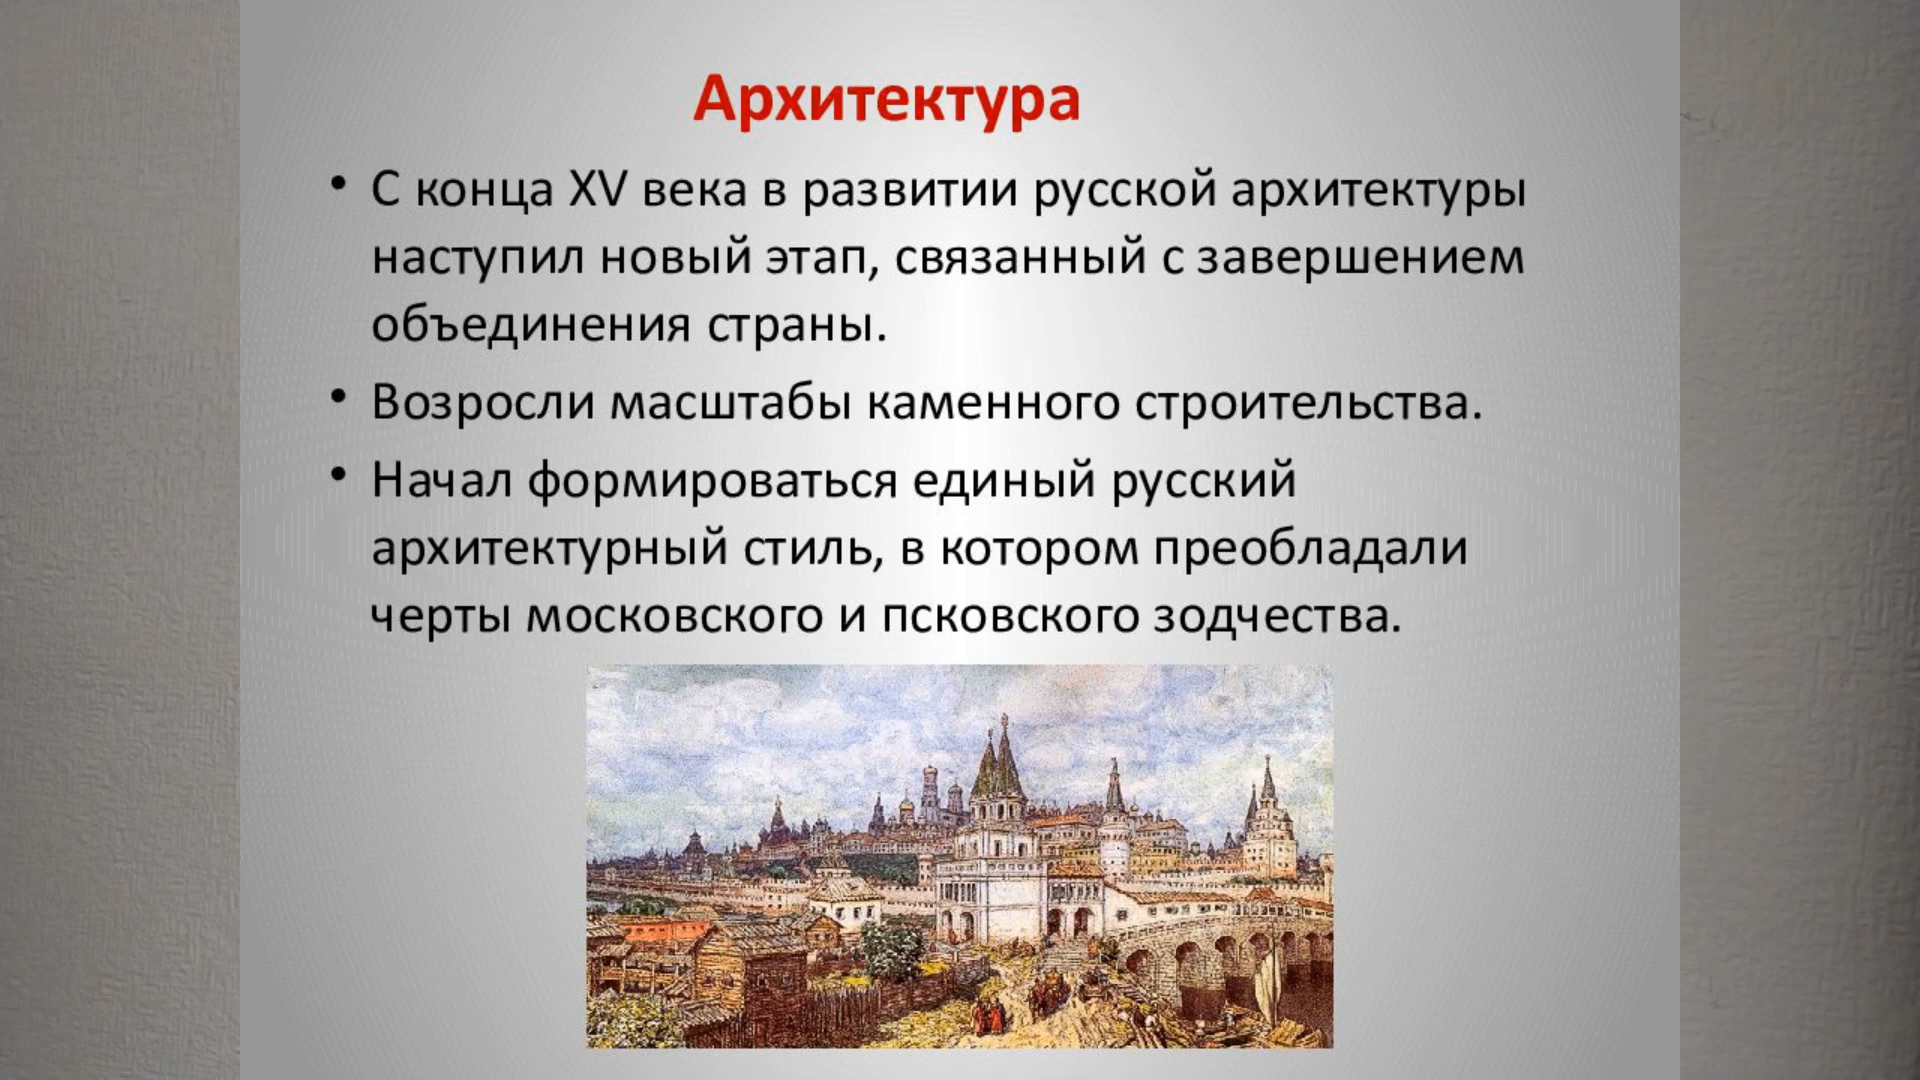 Архитектура
• С конца XV века в развитии русской архитектуры
наступил новый этап, связанный с завершением
объединения страны.
• Возросли масштабы каменного строительства.
• Начал формироваться единый русский
архитектурный стиль, в котором преобладали
черты московского и псковского зодчества.